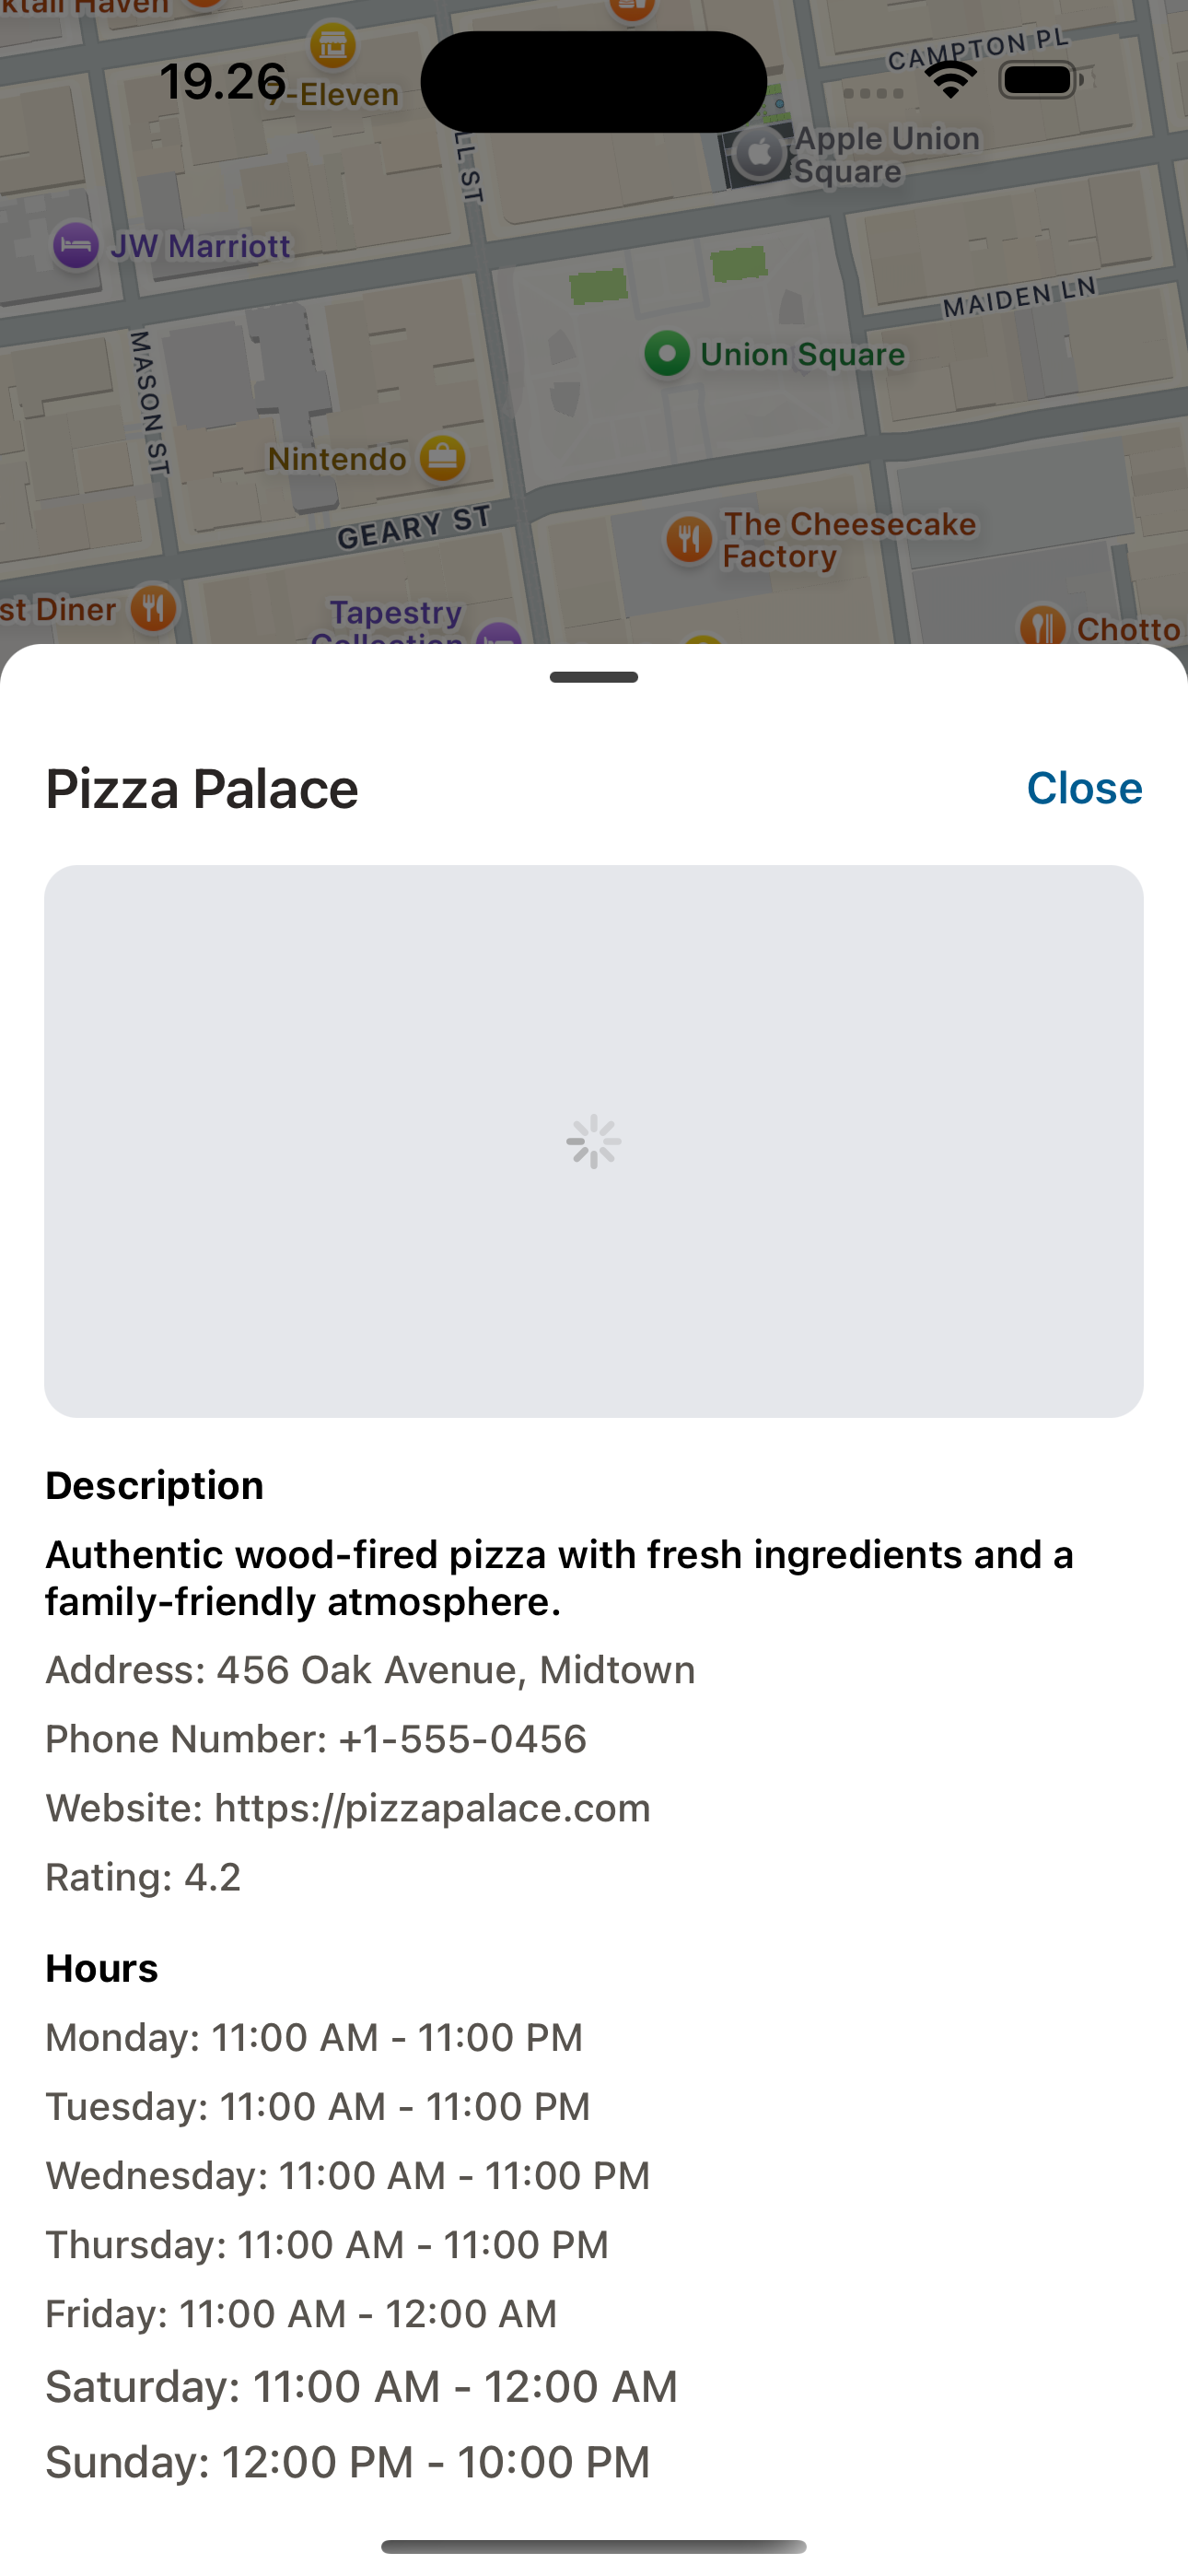 ktail Haven
19.26
7-Eleven
CAMPTON PL
Apple Union
Square
LL ST
JW Marriott
MAIDEN LN
MASON ST
Union Square
Nintendo
GEARY ST
The Cheesecake
Factory
st Diner
Tapestry
Collection
Chotto
Pizza Palace
Close
Description
Authentic wood-fired pizza with fresh ingredients and a
family-friendly atmosphere.
Address: 456 Oak Avenue, Midtown
Phone Number: +1-555-0456
Website: https://pizzapalace.com
Rating: 4.2
Hours
Monday: 11:00 AM - 11:00 PM
Tuesday: 11:00 AM - 11:00 PM
Wednesday: 11:00 AM - 11:00 PM
Thursday: 11:00 AM - 11:00 PM
Friday: 11:00 AM - 12:00 AM
Saturday: 11:00 AM - 12:00 AM
Sunday: 12:00 PM - 10:00 PM